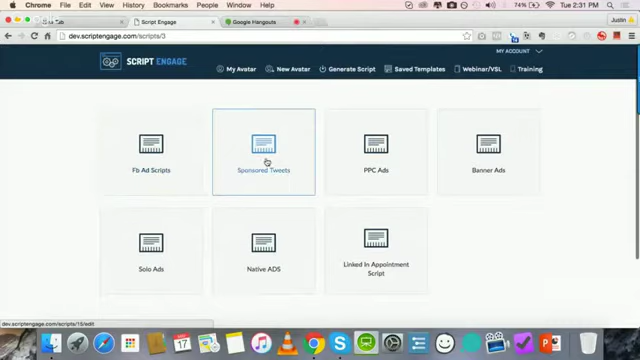 Chrome File Edit View History Bookmarks People Window Help
74% Tue 2:31 PM
Script Engage
Google Hangouts
Justin
dev.scriptengage.com/scripts/3
MY ACCOUNT
SCRIPT ENGAGE
My Avatar
New Avatar
Generate Script
Saved Templates
Webinar/VSL
Training
Fb Ad Scripts
Sponsored Tweets
PPC Ads
Banner Ads
Solo Ads
Native ADS
Linked In Appointment
Script
dev.scriptengage.com/scripts/15/edit
17